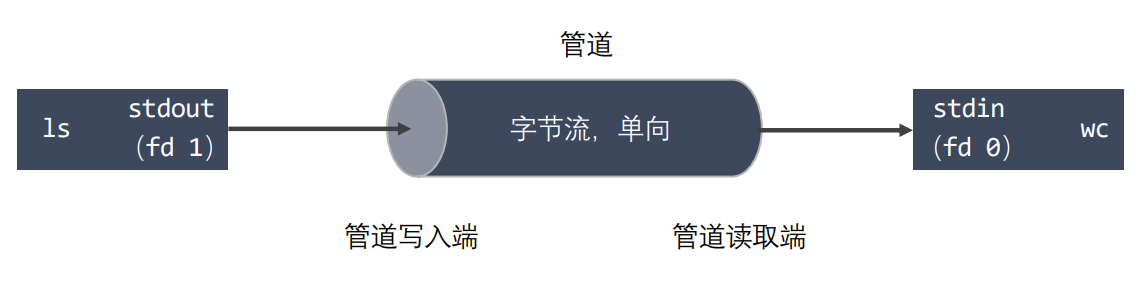 管道
ls
stdout
(fd 1)
字节流，单向
stdin
(fd 0)
wc
管道写入端
管道读取端